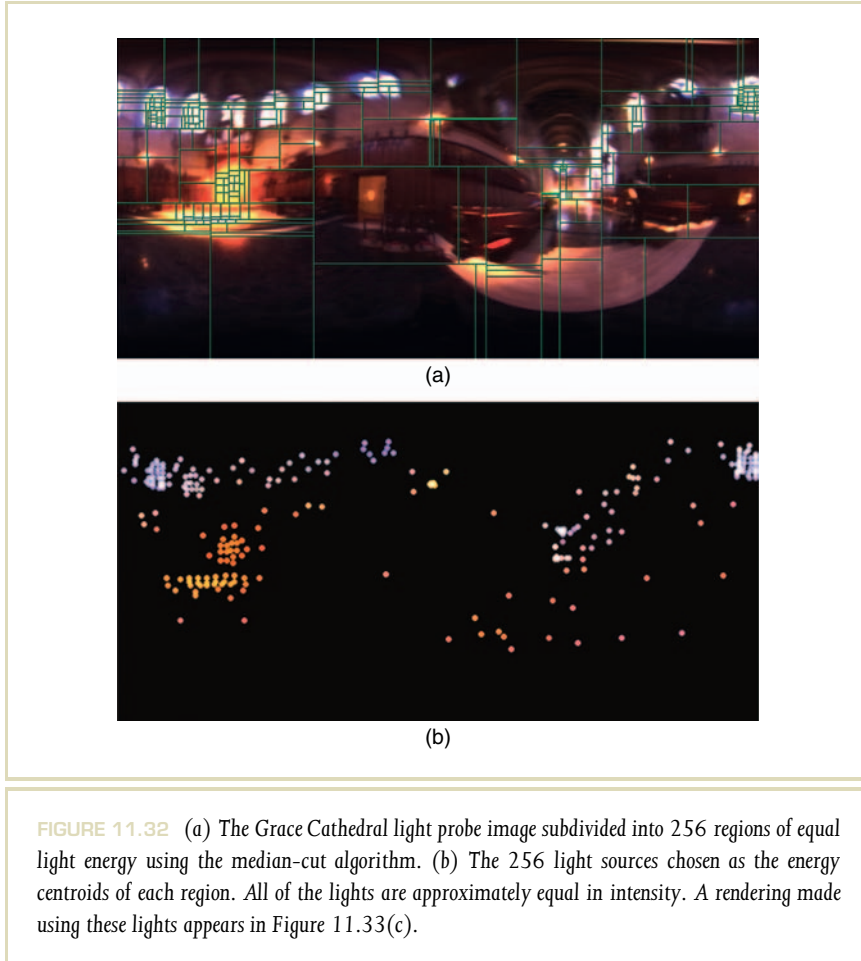 (a)
(b)
FIGURE 11.32 (a) The Grace Cathedral light probe image subdivided into 256 regions of equal
light energy using the median-cut algorithm. (b) The 256 light sources chosen as the energy
centroids of each region. All of the lights are approximately equal in intensity. A rendering made
using these lights appears in Figure 11.33(c).